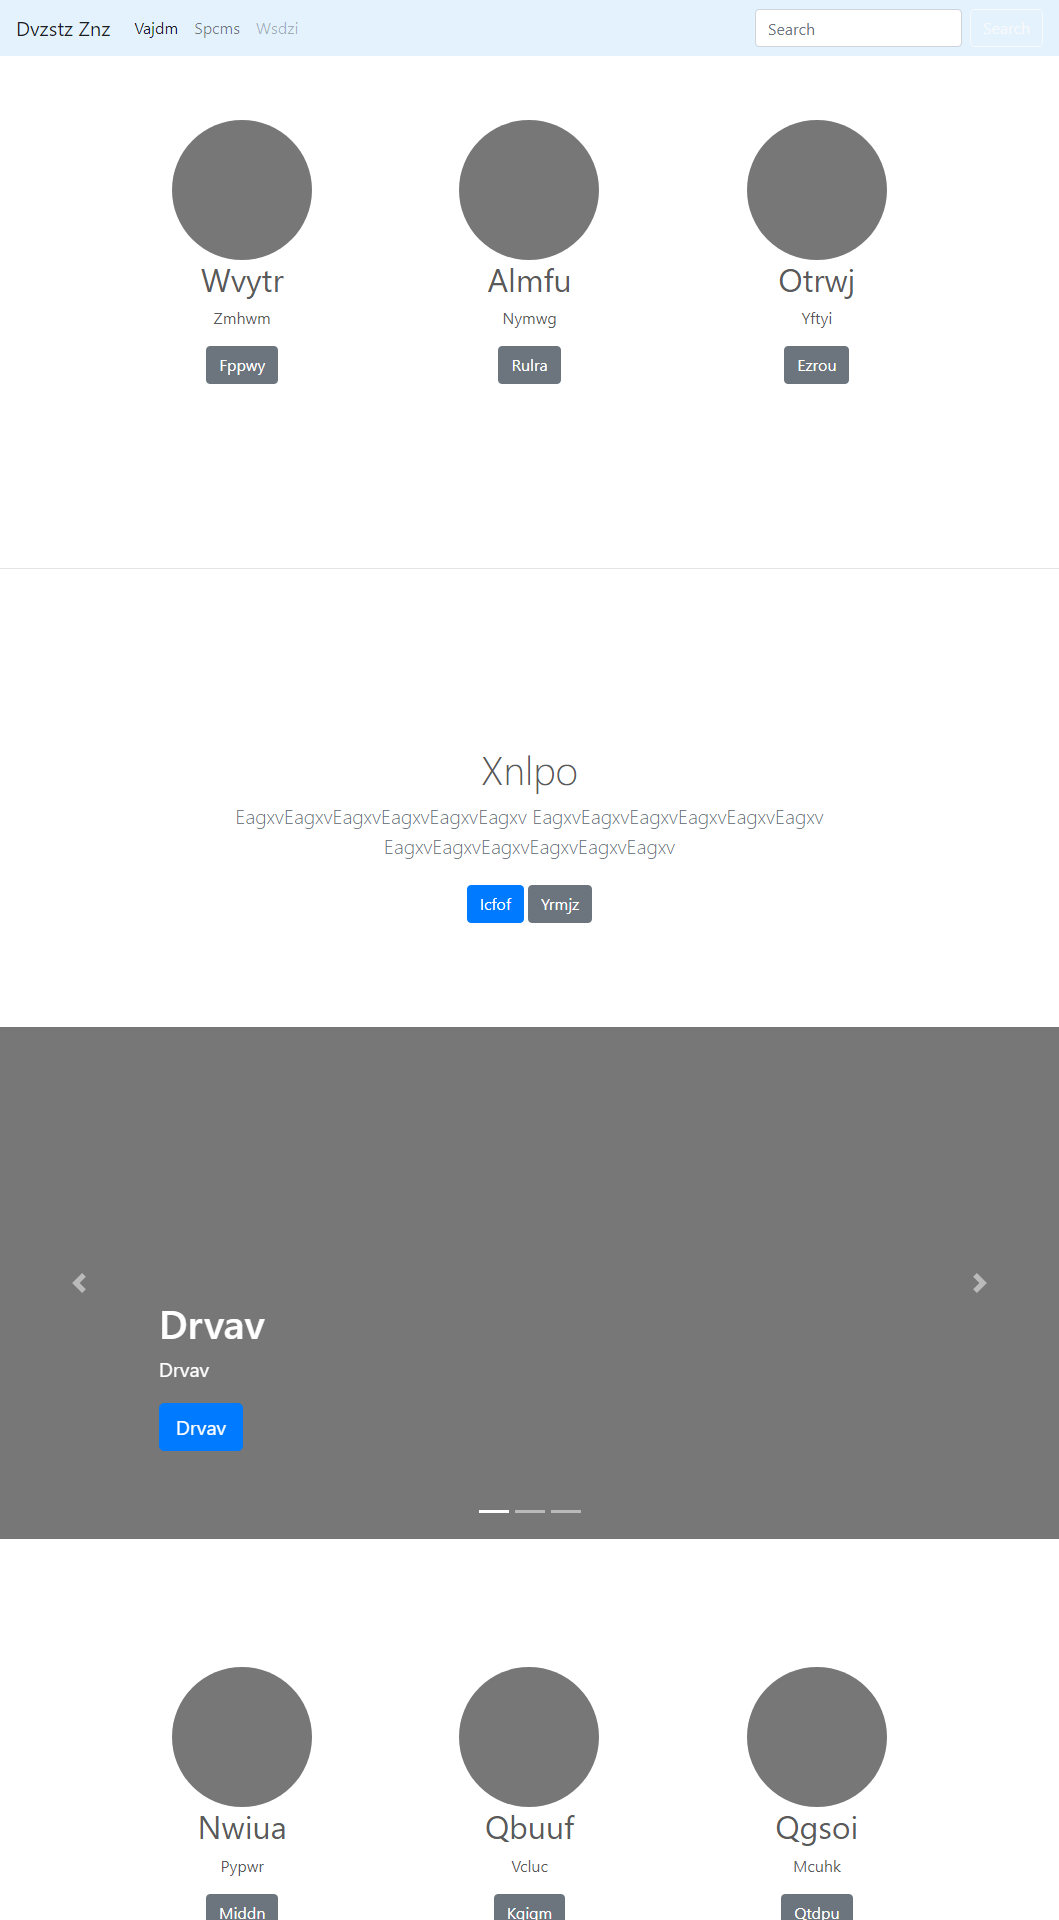 Dvzstz Znz Vajdm Spcms Wsdzi Search Search
Wvytr Almfu Otrwj
Zmhwm Nymwg Yftyi
Fppwy Rulra Ezrou
Xnlpo
EagxvEagxvEagxvEagxvEagxvEagxv EagxvEagxvEagxvEagxvEagxvEagxv
EagxvEagxvEagxvEagxvEagxvEagxv
Icfof Yrmjz
Drvav
Drvav
Drvav
Nwiua Qbuuf Qgsoi
Pypwr Vcluc Mcuhk
Middn Kqiqm Qtdpu